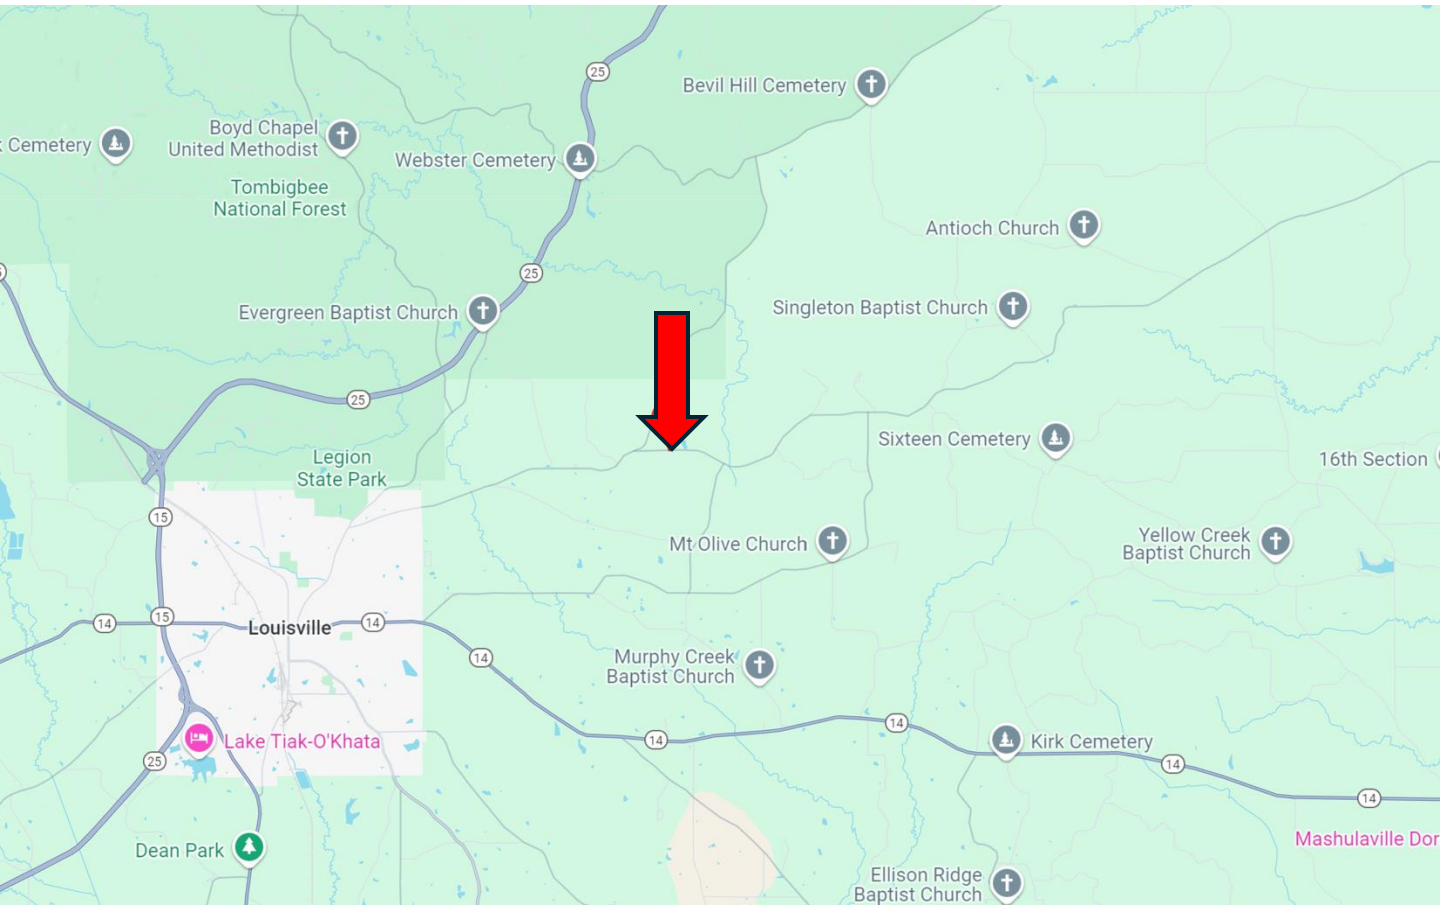 25
Bevil Hill Cemetery
Boyd Chapel
United Methodist
Cemetery
Webster Cemetery
Tombigbee
National Forest
Antioch Church
25
Evergreen Baptist Church
Singleton Baptist Church
25
Legion
State Park
Sixteen Cemetery
16th Section
15
Mt Olive Church
Yellow Creek
Baptist Church
14
15
Louisville
14
14
Murphy Creek
Baptist Church
14
14
Kirk Cemetery
14
Lake Tiak-O'Khata
25
14
Dean Park
Mashulaville
Ellison Ridge
Baptist Church